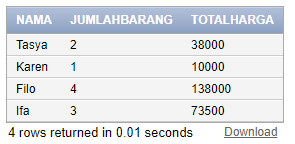 NAMA JUMLAHBARANG TOTALHARGA
Tasya 2 38000
Karen 1 10000
Filo 4 138000
Ifa 3 73500
4 rows returned in 0.01 seconds Download